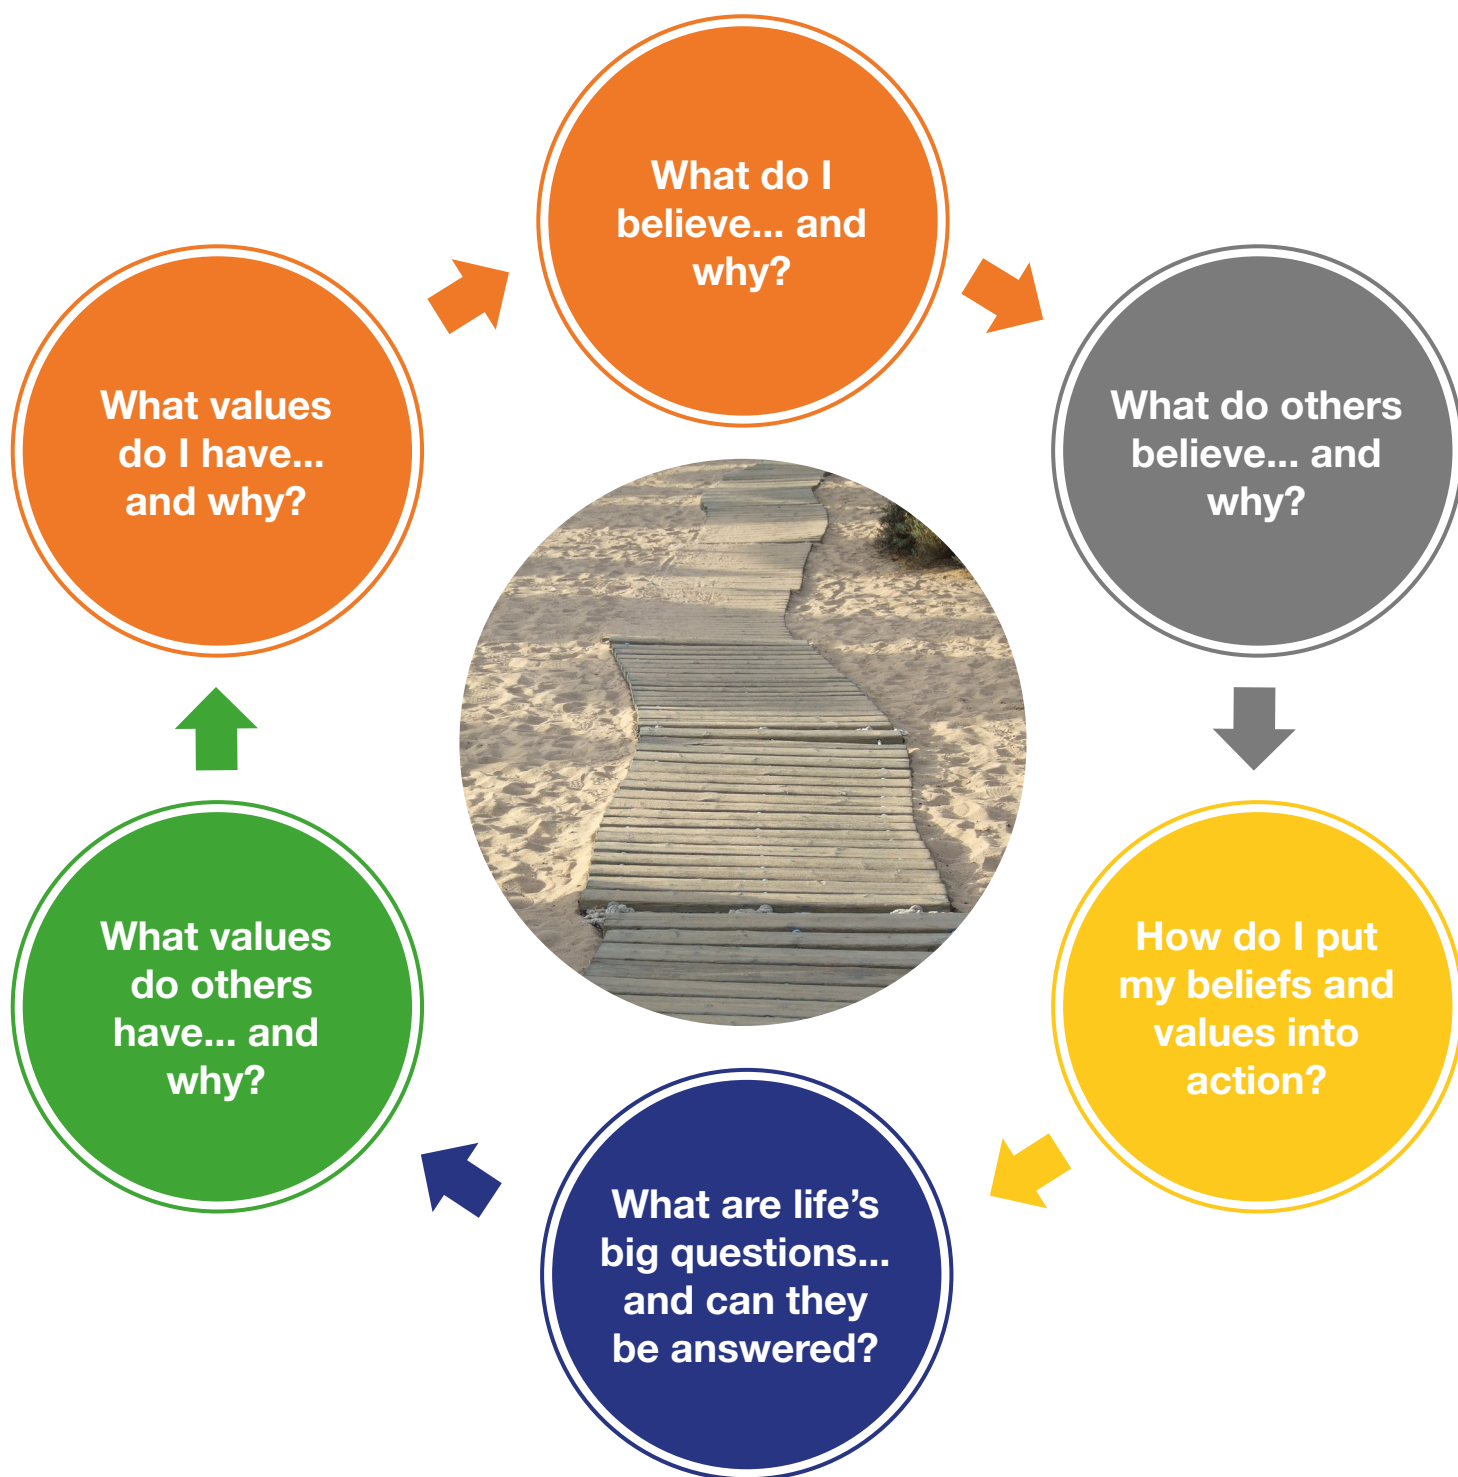 What do I
believe... and
why?
What do others
believe... and
why?
How do I put
my beliefs and
values into
action?
What are life’s
big questions...
and can they
be answered?
What values
do others
have... and
why?
What values
do I have...
and why?